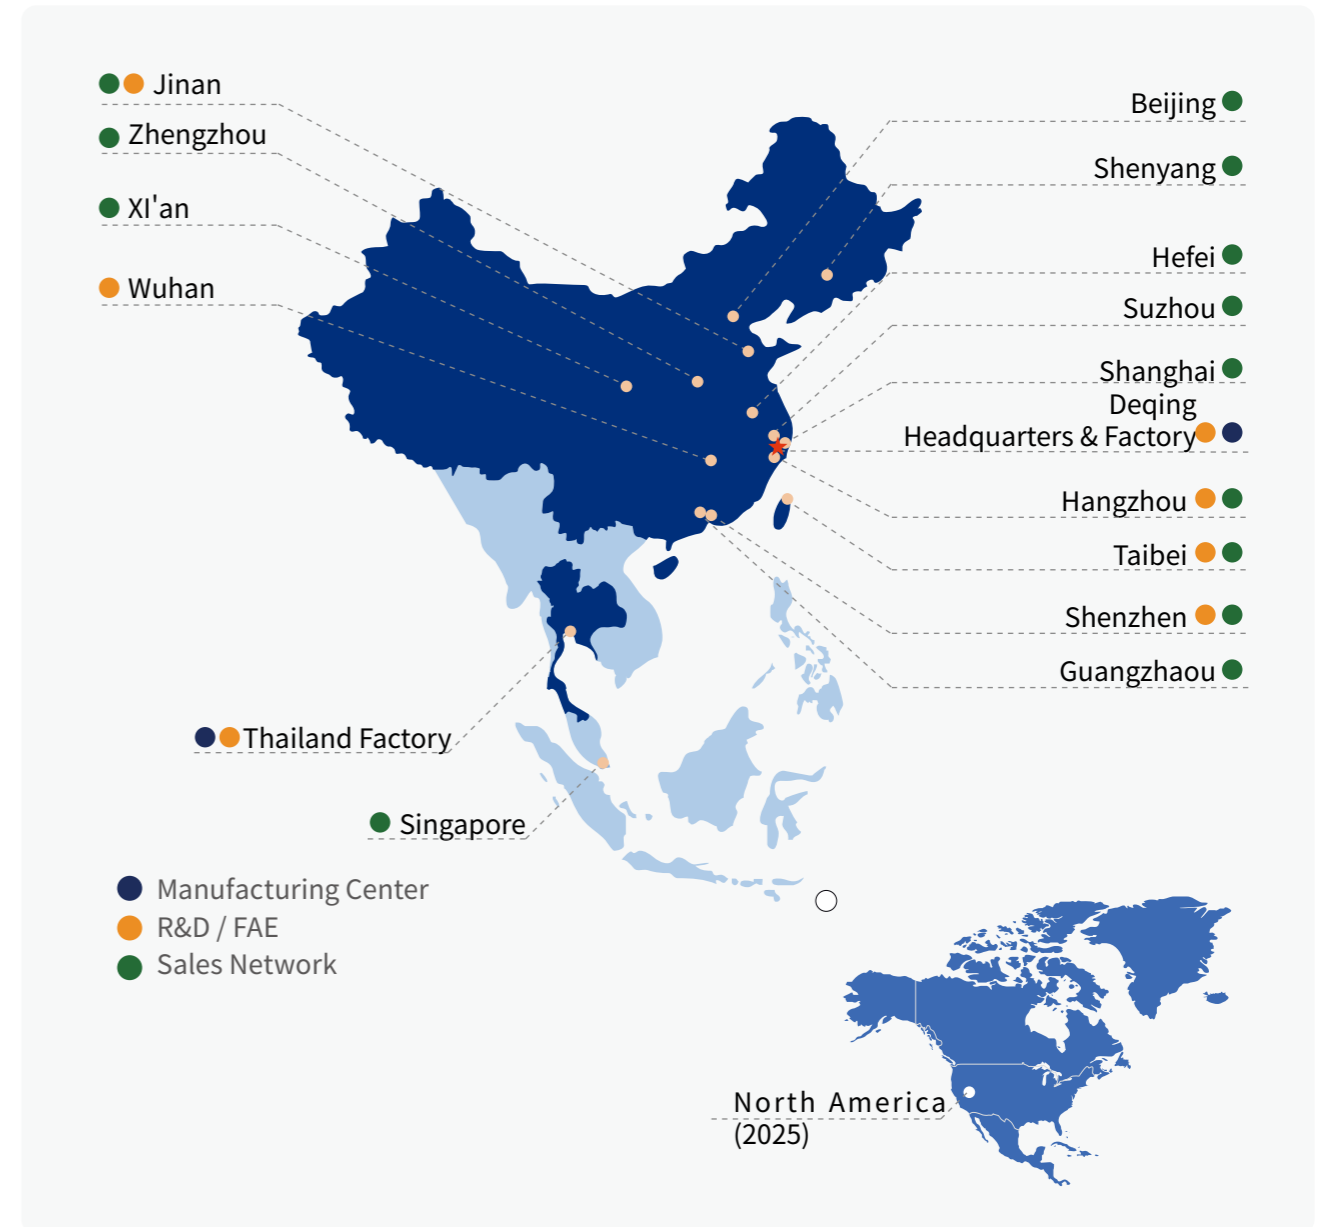 Jinan
Zhengzhou
XI'an
Wuhan
Beijing
Shenyang
Hefei
Suzhou
Shanghai
Deqing
Headquarters & Factory
Hangzhou
Taibei
Shenzhen
Guangzhaou
Thailand Factory
Singapore
Manufacturing Center
R&D / FAE
Sales Network
North America
(2025)